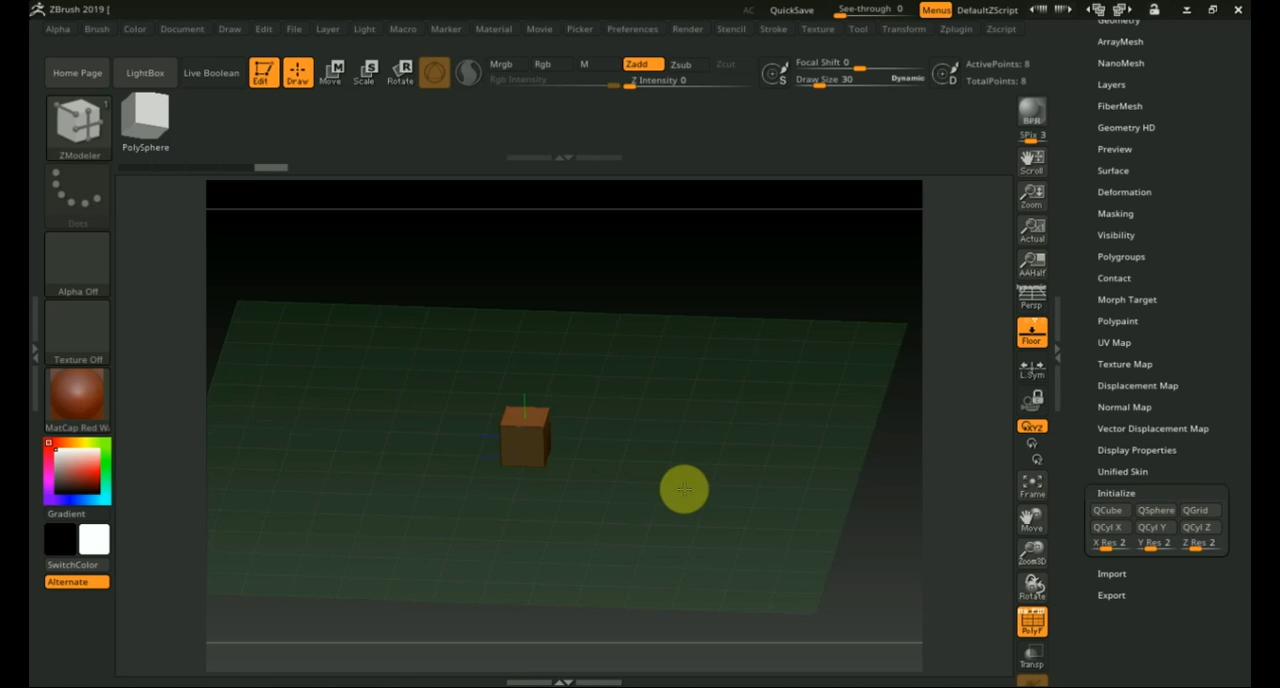 ZBrush 2019 [
AC QuickSave See-through 0 Menus DefaultZScript
Alpha Brush Color Document Draw Edit File Layer Light Macro Marker Material Movie Picker Preferences Render Stencil Stroke Texture Tool Transform Zplugin Zscript
Home Page LightBox Live Boolean Edit Draw Move Scale Rotate
Mrgb Rgb M Zadd Zsub Zcut
Rgb Intensity Z Intensity 0
S
Focal Shift 0
Draw Size 30 Dynamic
D
ActivePoints: 8
TotalPoints: 8
1
ZModeler
PolySphere
Dots
Alpha Off
Texture Off
MatCap Red W
Gradient
SwitchColor
Alternate
BPR
SPix 3
Scroll
Zoom
Actual
AAHalf
Dynamic
Persp
Floor
L.Sym
XYZ
Y
Z
Frame
Move
Zoom3D
Rotate
PolyF
Transp
Geometry
ArrayMesh
NanoMesh
Layers
FiberMesh
Geometry HD
Preview
Surface
Deformation
Masking
Visibility
Polygroups
Contact
Morph Target
Polypaint
UV Map
Texture Map
Displacement Map
Normal Map
Vector Displacement Map
Display Properties
Unified Skin
Initialize
QCube QSphere QGrid
QCyl X QCyl Y QCyl Z
X Res 2 Y Res 2 Z Res 2
Import
Export